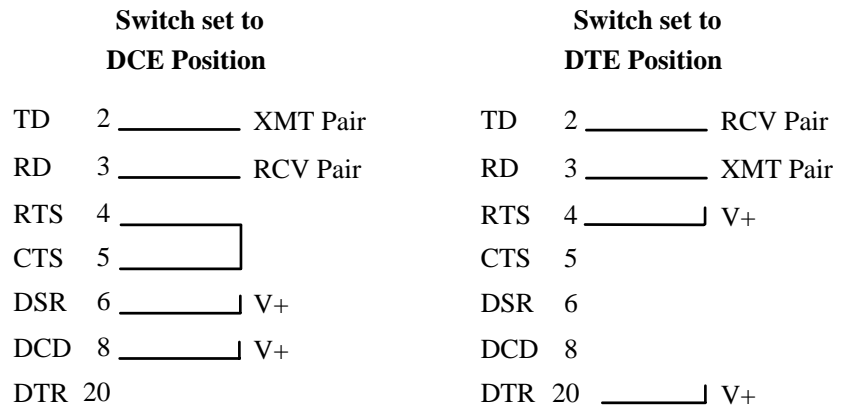 Switch set to
DCE Position
TD 2 XMT Pair
RD 3 RCV Pair
RTS 4
CTS 5
DSR 6 V+
DCD 8 V+
DTR 20
Switch set to
DTE Position
TD 2 RCV Pair
RD 3 XMT Pair
RTS 4 V+
CTS 5
DSR 6
DCD 8
DTR 20 V+